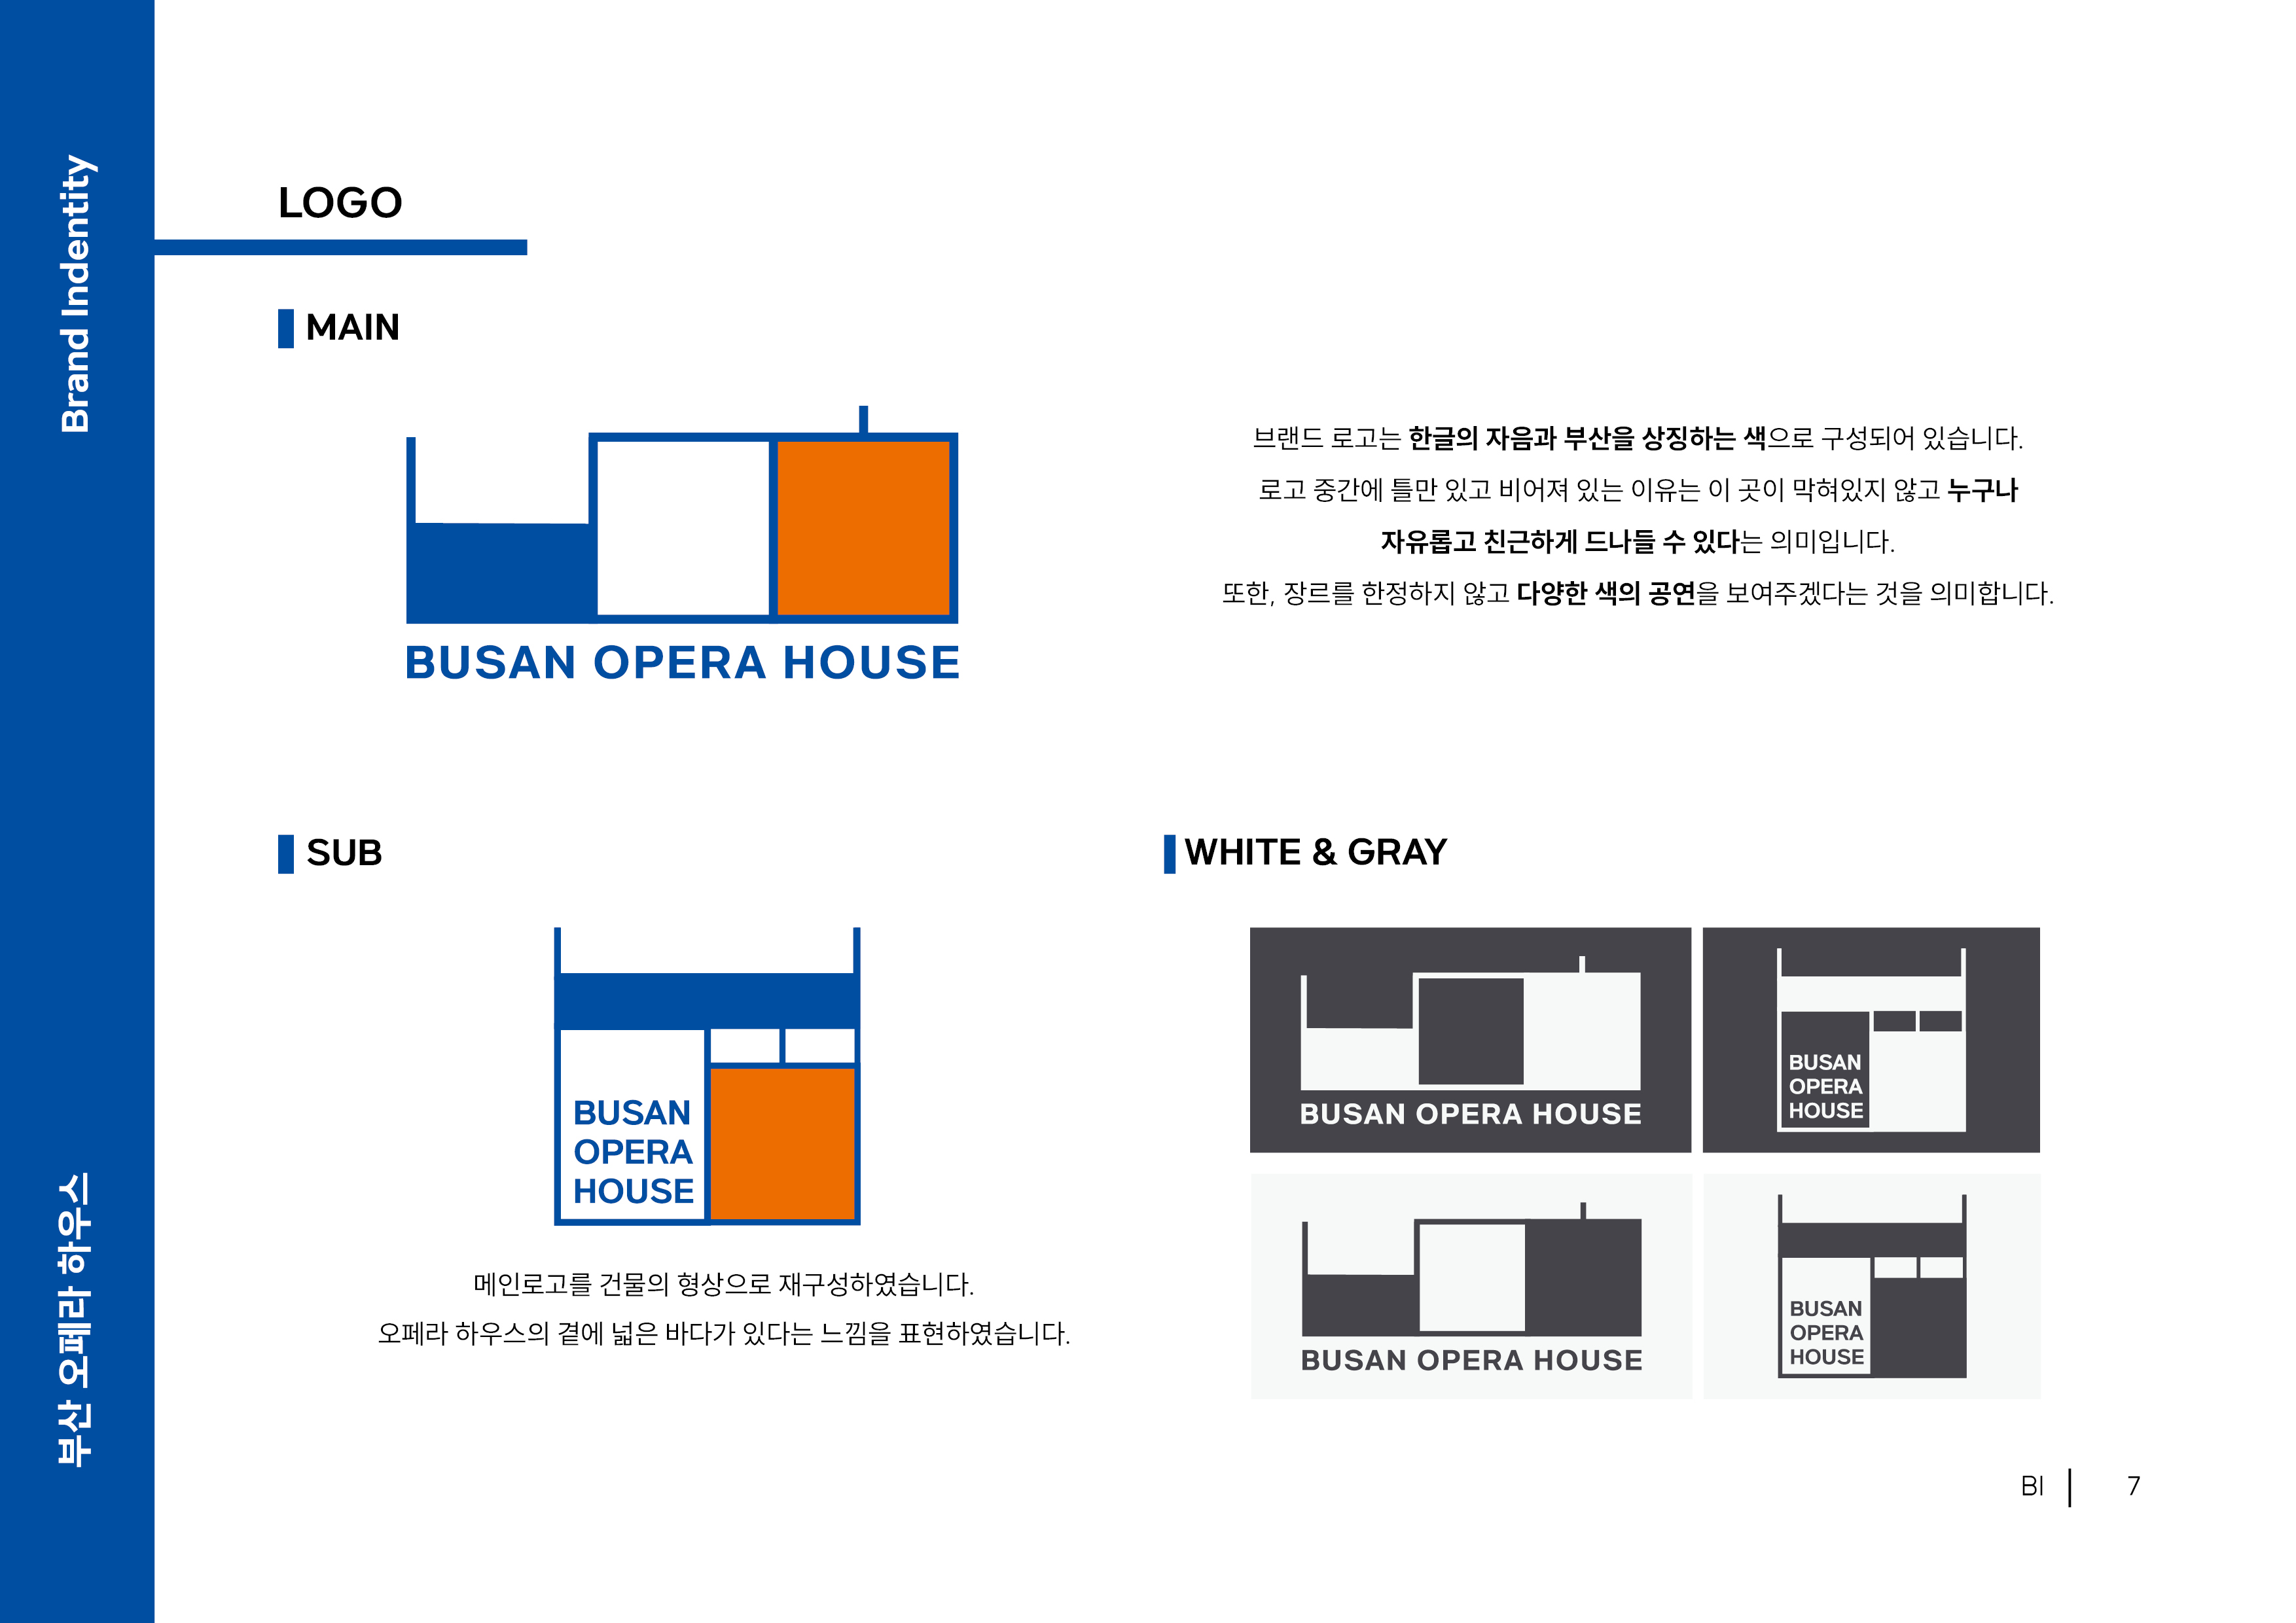 Brand Indentity
부산 오페라 하우스
LOGO
MAIN
BUSAN OPERA HOUSE
브랜드 로고는 한글의 자음과 부산을 상징하는 색으로 구성되어 있습니다.
로고 중간에 틀만 있고 비어져 있는 이유는 이 곳이 막혀있지 않고 누구나
자유롭고 친근하게 드나들 수 있다는 의미입니다.
또한, 장르를 한정하지 않고 다양한 색의 공연을 보여주겠다는 것을 의미합니다.
SUB
BUSAN
OPERA
HOUSE
메인로고를 건물의 형상으로 재구성하였습니다.
오페라 하우스의 곁에 넓은 바다가 있다는 느낌을 표현하였습니다.
WHITE & GRAY
BUSAN OPERA HOUSE
BUSAN
OPERA
HOUSE
BUSAN OPERA HOUSE
BUSAN
OPERA
HOUSE
BI
7